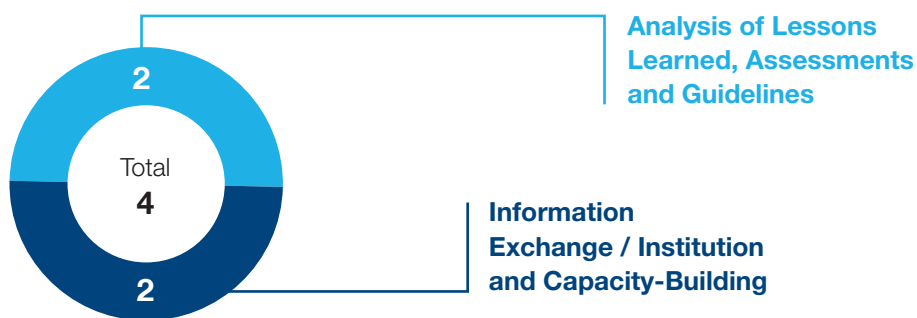 2
Analysis of Lessons
Learned, Assessments
and Guidelines
Total
4
Information
Exchange / Institution
and Capacity-Building
2